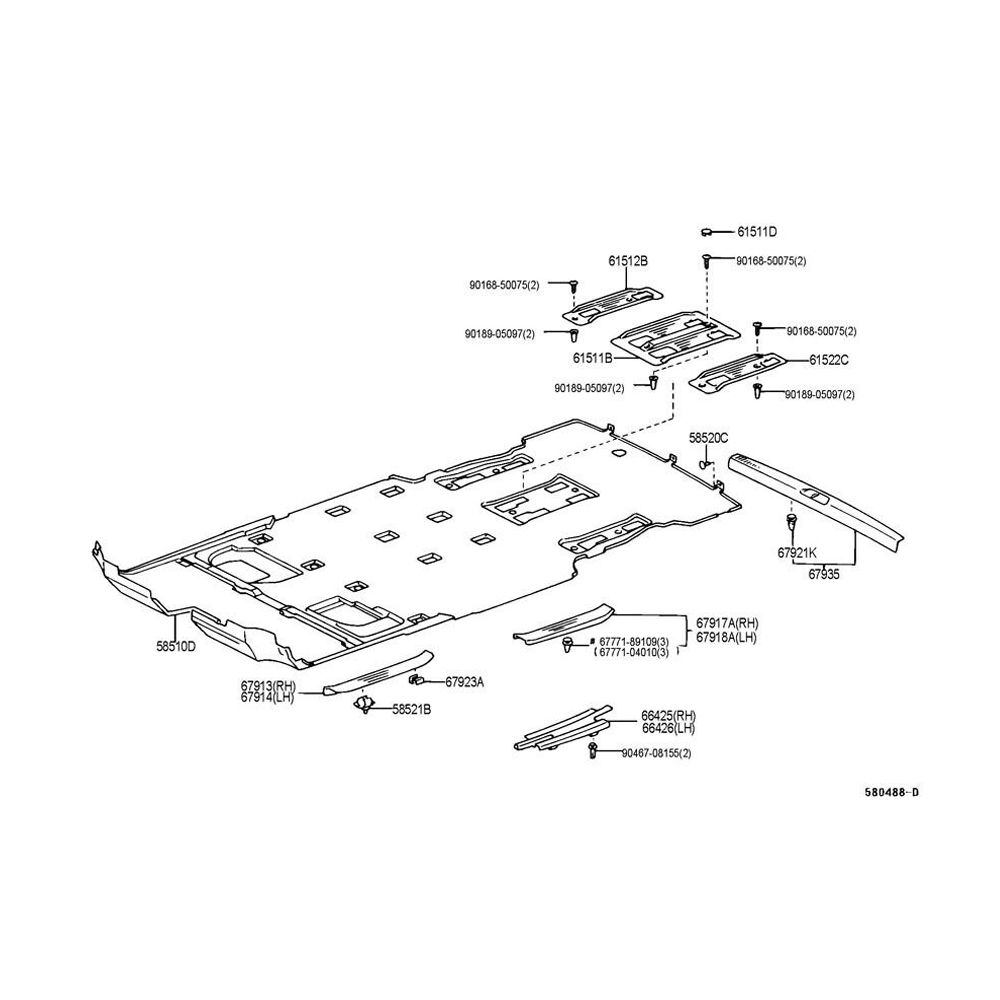 61511D
61512B
90168-50075(2)
90168-50075(2)
90189-05097(2)
90168-50075(2)
61511B
61522C
90189-05097(2)
90189-05097(2)
58520C
67921K
67935
58510D
67917A(RH)
67918A(LH)
* 67771-89109(3)
( 67771-04010(3) )
67913(RH)
67914(LH)
67923A
58521B
66425(RH)
66426(LH)
90467-08155(2)
580488-D